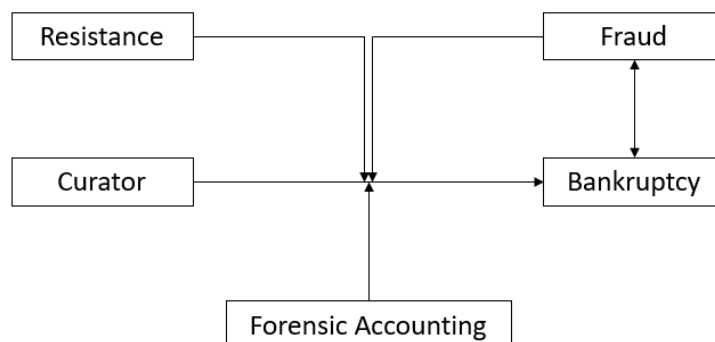 Resistance
Fraud
Curator
Bankruptcy
Forensic Accounting